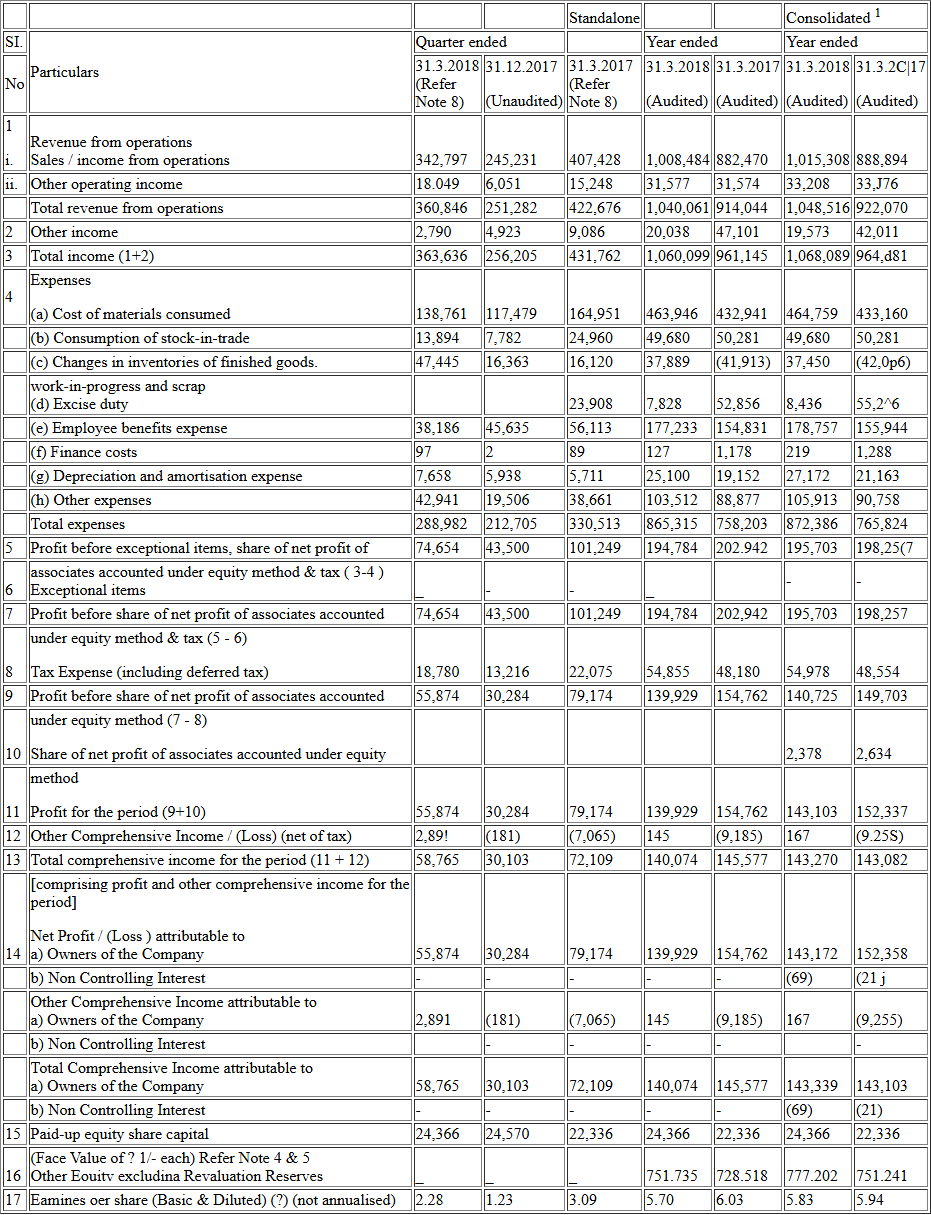 Standalone Consolidated 1
SI. Quarter ended Year ended Year ended
No Particulars 31.3.2018 (Refer Note 8) 31.12.2017 (Unaudited) 31.3.2017 (Refer Note 8) 31.3.2018 (Audited) 31.3.2017 (Audited) 31.3.2018 (Audited) 31.3.2C|17 (Audited)
1 Revenue from operations
i. Sales / income from operations 342,797 245,231 407,428 1,008,484 882,470 1,015,308 888,894
ii. Other operating income 18.049 6,051 15,248 31,577 31,574 33,208 33,J76
Total revenue from operations 360,846 251,282 422,676 1,040,061 914,044 1,048,516 922,070
2 Other income 2,790 4,923 9,086 20,038 47,101 19,573 42,011
3 Total income (1+2) 363,636 256,205 431,762 1,060,099 961,145 1,068,089 964,d81
4 Expenses
(a) Cost of materials consumed 138,761 117,479 164,951 463,946 432,941 464,759 433,160
(b) Consumption of stock-in-trade 13,894 7,782 24,960 49,680 50,281 49,680 50,281
(c) Changes in inventories of finished goods. 47,445 16,363 16,120 37,889 (41,913) 37,450 (42,0p6)
work-in-progress and scrap
(d) Excise duty 23,908 7,828 52,856 8,436 55,2^6
(e) Employee benefits expense 38,186 45,635 56,113 177,233 154,831 178,757 155,944
(f) Finance costs 97 2 89 127 1,178 219 1,288
(g) Depreciation and amortisation expense 7,658 5,938 5,711 25,100 19,152 27,172 21,163
(h) Other expenses 42,941 19,506 38,661 103,512 88,877 105,913 90,758
Total expenses 288,982 212,705 330,513 865,315 758,203 872,386 765,824
5 Profit before exceptional items, share of net profit of 74,654 43,500 101,249 194,784 202.942 195,703 198,25(7
associates accounted under equity method & tax ( 3-4 )
6 Exceptional items _ - - _ - -
7 Profit before share of net profit of associates accounted 74,654 43,500 101,249 194,784 202,942 195,703 198,257
under equity method & tax (5 - 6)
8 Tax Expense (including deferred tax) 18,780 13,216 22,075 54,855 48,180 54,978 48,554
9 Profit before share of net profit of associates accounted 55,874 30,284 79,174 139,929 154,762 140,725 149,703
under equity method (7 - 8)
10 Share of net profit of associates accounted under equity 2,378 2,634
method
11 Profit for the period (9+10) 55,874 30,284 79,174 139,929 154,762 143,103 152,337
12 Other Comprehensive Income / (Loss) (net of tax) 2,89! (181) (7,065) 145 (9,185) 167 (9.25S)
13 Total comprehensive income for the period (11 + 12) 58,765 30,103 72,109 140,074 145,577 143,270 143,082
[comprising profit and other comprehensive income for the
period]
Net Profit / (Loss ) attributable to
14 a) Owners of the Company 55,874 30,284 79,174 139,929 154,762 143,172 152,358
b) Non Controlling Interest - - - - - (69) (21 j
Other Comprehensive Income attributable to
a) Owners of the Company 2,891 (181) (7,065) 145 (9,185) 167 (9,255)
b) Non Controlling Interest - - - - -
Total Comprehensive Income attributable to
a) Owners of the Company 58,765 30,103 72,109 140,074 145,577 143,339 143,103
b) Non Controlling Interest - - - - - (69) (21)
15 Paid-up equity share capital 24,366 24,570 22,336 24,366 22,336 24,366 22,336
(Face Value of ? 1/- each) Refer Note 4 & 5
16 Other Eouitv excludina Revaluation Reserves _ _ _ 751.735 728.518 777.202 751.241
17 Eamines oer share (Basic & Diluted) (?) (not annualised) 2.28 1.23 3.09 5.70 6.03 5.83 5.94